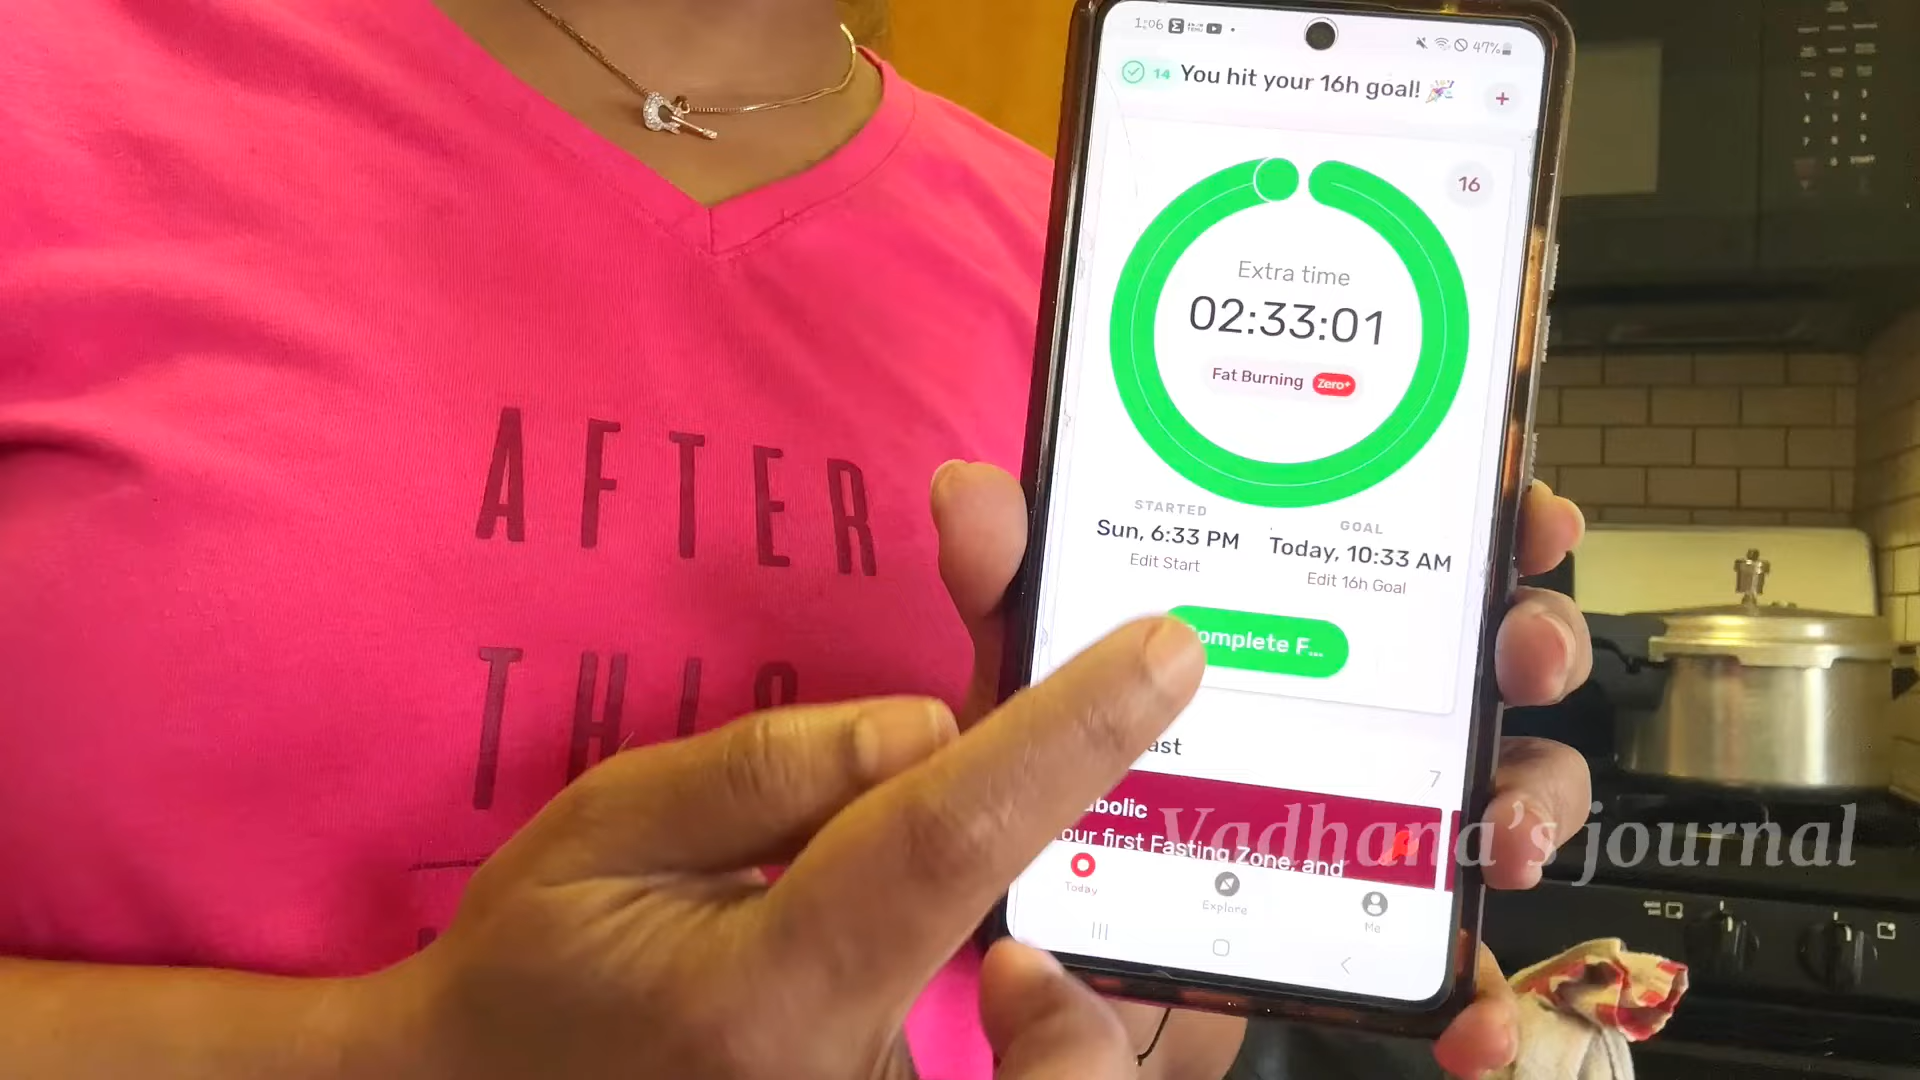 AFTER
THIS
1:06
47%
14 You hit your 16h goal!
16
Extra time
02:33:01
Fat Burning Zero+
STARTED
Sun, 6:33 PM
Edit Start
GOAL
Today, 10:33 AM
Edit 16h Goal
omplete F...
ast
7
abolic
our first Fasting Zone, and
Today
Explore
Me
Vadhana's journal